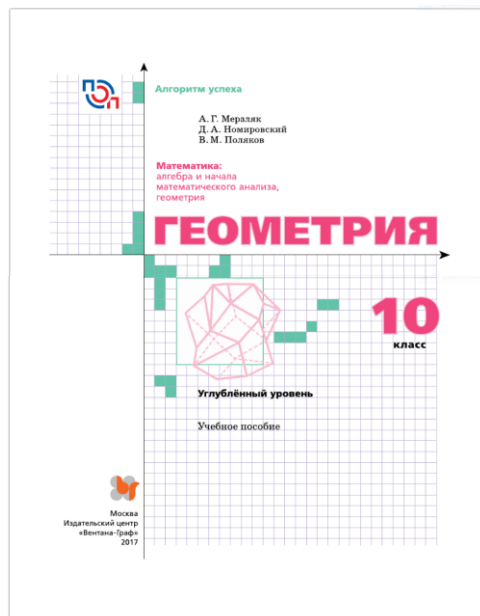 Алгоритм успеха
А. Г. Мерзляк
Д. А. Номировский
В. М. Поляков
Математика:
алгебра и начала
математического анализа,
геометрия
ГЕОМЕТРИЯ
10
класс
Углублённый уровень
Учебное пособие
Москва
Издательский центр
«Вентана-Граф»
2017